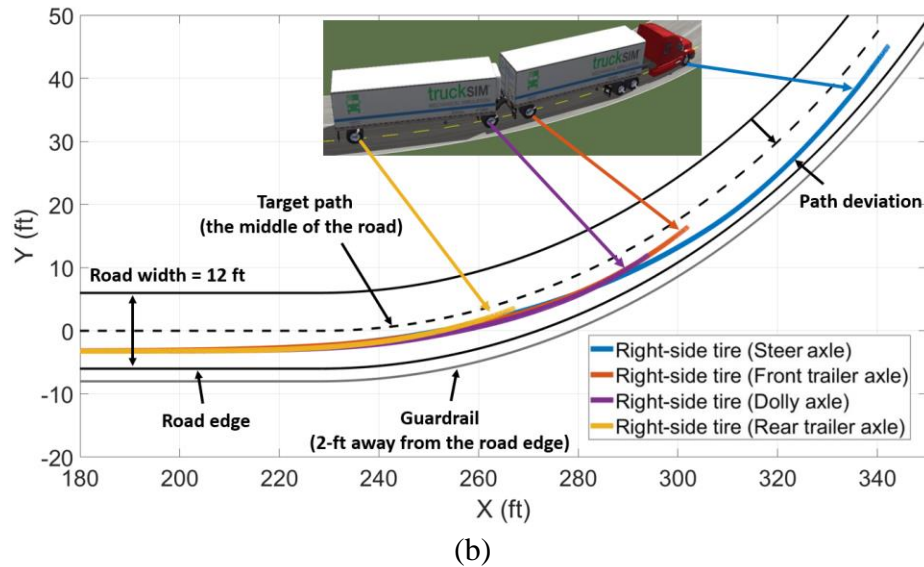 50
40
30
20
10
0
-10
-20
Y (ft)
truckSIM
truckSIM
Target path
(the middle of the road)
Path deviation
Road width = 12 ft
Road edge
Guardrail
(2-ft away from the road edge)
Right-side tire (Steer axle)
Right-side tire (Front trailer axle)
Right-side tire (Dolly axle)
Right-side tire (Rear trailer axle)
180 200 220 240 260 280 300 320 340
X (ft)
(b)